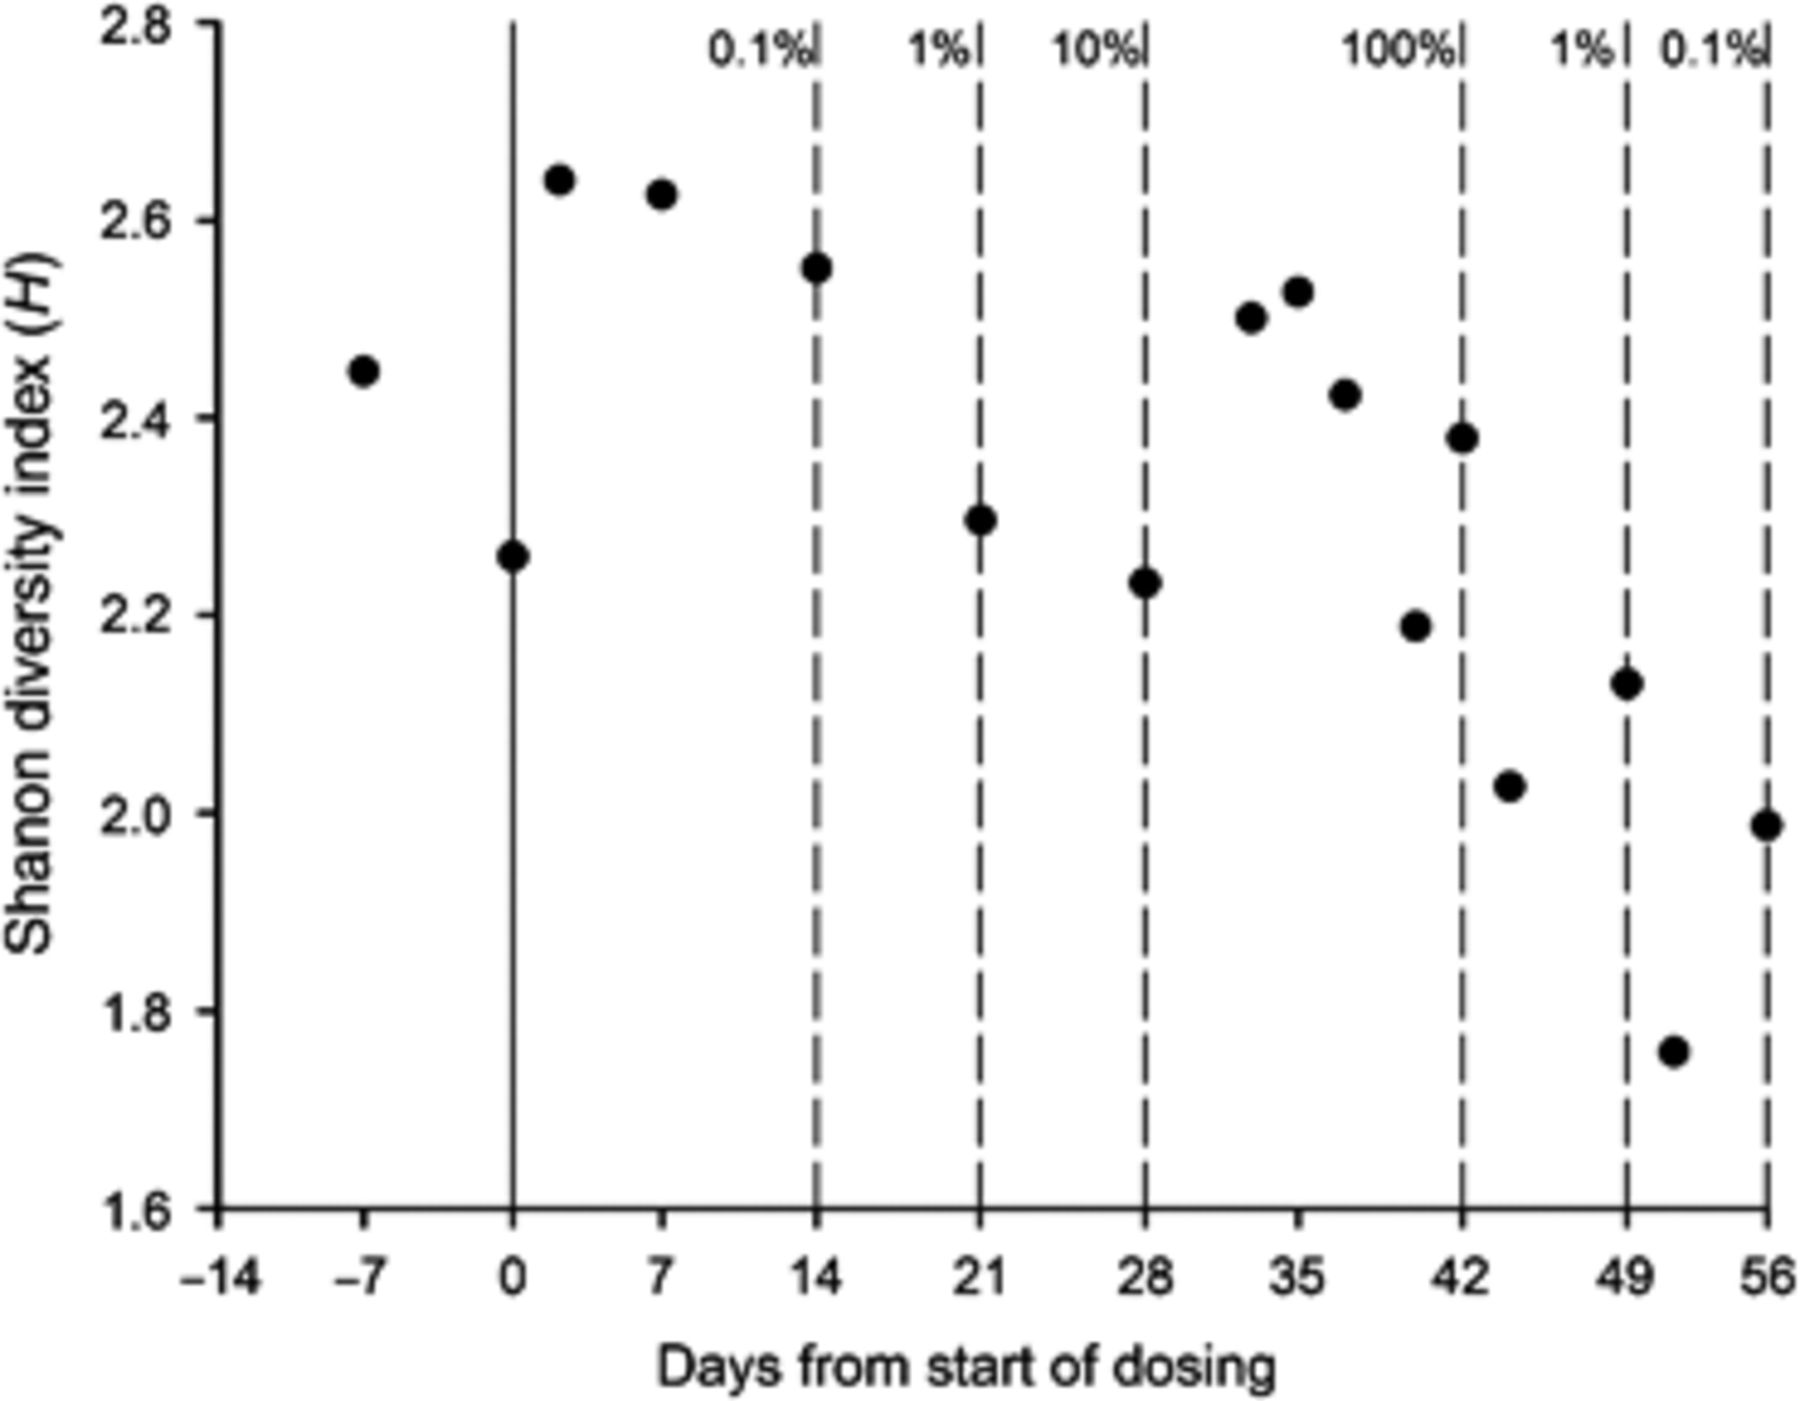 0.1% 1% 10% 100% 1% 0.1%
2.8
2.6
2.4
2.2
2.0
1.8
1.6
Shanon diversity index (H)
–14 –7 0 7 14 21 28 35 42 49 56
Days from start of dosing